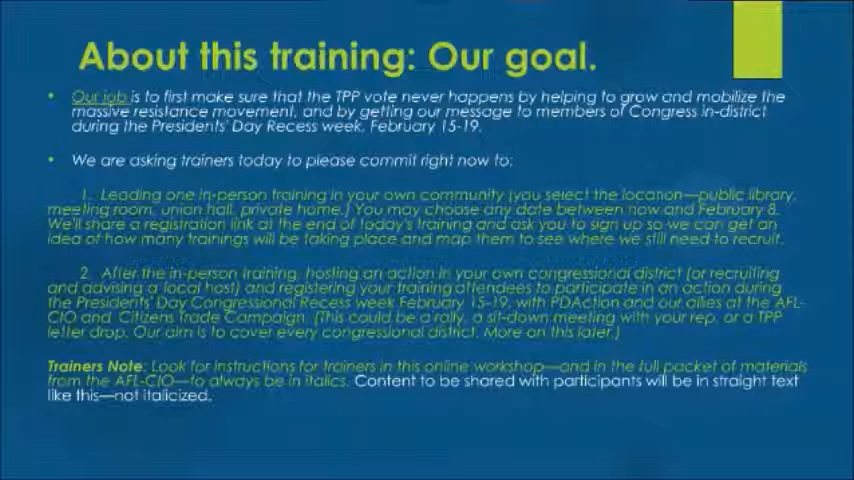 About this training: Our goal.
• Our job is to first make sure that the TPP vote never happens by helping to grow and mobilize the
massive resistance movement, and by getting our message to members of Congress in-district
during the Presidents' Day Recess week, February 15-19.
• We are asking trainers today to please commit right now to:
1. Leading one in-person training in your own community (you select the location—public library,
meeting room, union hall, private home.) You may choose any date between now and February 8.
We'll share a registration link at the end of today's training and ask you to sign up so we can get an
idea of how many trainings will be taking place and map them to see where we still need to recruit.
2. After the in-person training, hosting an action in your own congressional district (or recruiting
and advising a local host) and registering your training attendees to participate in an action during
the Presidents' Day Congressional Recess week February 15-19, with PDAction and our allies at the AFL-
CIO and Citizens Trade Campaign. (This could be a rally, a sit-down meeting with your rep, or a TPP
letter drop. Our aim is to cover every congressional district. More on this later.)
Trainers Note: Look for instructions for trainers in this online workshop—and in the full packet of materials
from the AFL-CIO—to always be in italics. Content to be shared with participants will be in straight text
like this—not italicized.